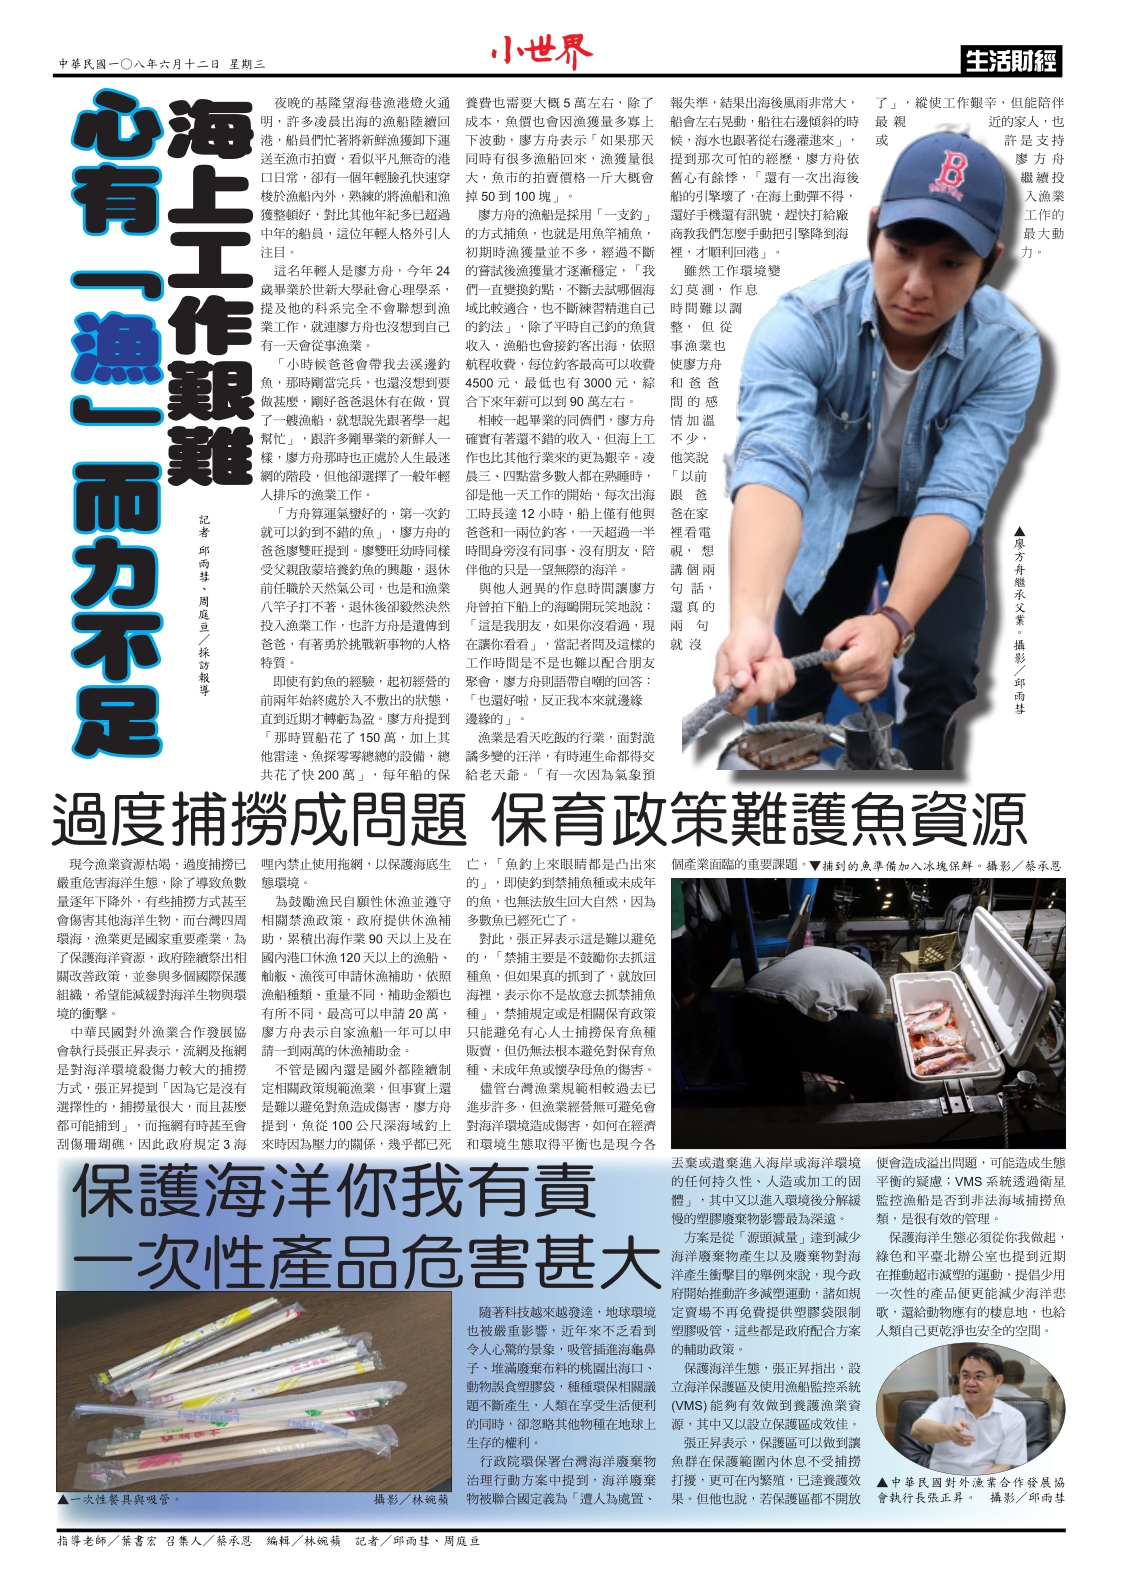 中華民國一〇八年六月十二日 星期三
小世界
生活財經
海上工作艱難
心有「漁」而力不足
記者 邱雨彗、周庭亘／採訪報導
夜晚的基隆望海巷漁港燈火通
明，許多凌晨出海的漁船陸續回
港，船員們忙著將新鮮漁獲卸下運
送至漁市拍賣，看似平凡無奇的港
口日常，卻有一個年輕臉孔快速穿
梭於漁船內外，熟練的將漁船和漁
獲整頓好，對比其他年紀多已超過
中年的船員，這位年輕人格外引人
注目。
這名年輕人是廖方舟，今年 24
歲畢業於世新大學社會心理學系，
提及他的科系完全不會聯想到漁
業工作，就連廖方舟也沒想到自己
有一天會從事漁業。
「小時候爸爸會帶我去溪邊釣
魚，那時剛當完兵，也還沒想到要
做甚麼，剛好爸爸退休有在做，買
了一艘漁船，就想說先跟著學一起
幫忙」，跟許多剛畢業的新鮮人一
樣，廖方舟那時也正處於人生最迷
網的階段，但他卻選擇了一般年輕
人排斥的漁業工作。
「方舟算運氣蠻好的，第一次釣
就可以釣到不錯的魚」，廖方舟的
爸爸廖雙旺提到。廖雙旺幼時同樣
受父親啟蒙培養釣魚的興趣，退休
前任職於天然氣公司，也是和漁業
八竿子打不著，退休後卻毅然決然
投入漁業工作，也許方舟是遺傳到
爸爸，有著勇於挑戰新事物的人格
特質。
即使有釣魚的經驗，起初經營的
前兩年始終處於入不敷出的狀態，
直到近期才轉虧為盈。廖方舟提到
「那時買船花了 150 萬，加上其
他雷達、魚探零零總總的設備，總
共花了快 200 萬」，每年船的保
養費也需要大概 5 萬左右，除了
成本，魚價也會因漁獲量多寡上
下波動，廖方舟表示「如果那天
同時有很多漁船回來，漁獲量很
大，魚市的拍賣價格一斤大概會
掉 50 到 100 塊」。
廖方舟的漁船是採用「一支釣」
的方式捕魚，也就是用魚竿補魚，
初期時漁獲量並不多，經過不斷
的嘗試後漁獲量才逐漸穩定，「我
們一直變換釣點，不斷去試哪個海
域比較適合，也不斷練習精進自己
的釣法」，除了平時自己釣的魚貨
收入，漁船也會接釣客出海，依照
航程收費，每位釣客最高可以收費
4500 元，最低也有 3000 元，綜
合下來年薪可以到 90 萬左右。
相較一起畢業的同儕們，廖方舟
確實有著還不錯的收入，但海上工
作也比其他行業來的更為艱辛。凌
晨三、四點當多數人都在熟睡時，
卻是他一天工作的開始，每次出海
工時長達 12 小時，船上僅有他與
爸爸和一兩位釣客，一天超過一半
時間身旁沒有同事、沒有朋友，陪
伴他的只是一望無際的海洋。
與他人迥異的作息時間讓廖方
舟曾拍下船上的海鷗開玩笑地說：
「這是我朋友，如果你沒看過，現
在讓你看看」，當記者問及這樣的
工作時間是不是也難以配合朋友
聚會，廖方舟則語帶自嘲的回答：
「也還好啦，反正我本來就邊緣
邊緣的」。
漁業是看天吃飯的行業，面對詭
譎多變的汪洋，有時連生命都得交
給老天爺。「有一次因為氣象預
報失準，結果出海後風雨非常大，
船會左右晃動，船往右邊傾斜的時
候，海水也跟著從右邊灌進來」，
提到那次可怕的經歷，廖方舟依
舊心有餘悸，「還有一次出海後
船的引擎壞了，在海上動彈不得，
還好手機還有訊號，趕快打給廠
商教我們怎麼手動把引擎降到海
裡，才順利回港」。
雖然工作環境變
幻莫測，作息
時間難以調
整，但從
事漁業也
使廖方舟
和爸爸
間的感
情加溫
不少，
他笑說
「以前
跟爸
爸在家
裡看電
視，想
講個兩
句話，
還真的
兩句
就沒
了」，縱使工作艱辛，但能陪伴
最親近的家人，也
或許是支持
廖方舟
繼續投
入漁業
工作的
最大動
力。
▲廖方舟繼承父業。攝影／邱雨彗
過度捕撈成問題 保育政策難護魚資源
現今漁業資源枯竭，過度捕撈已
嚴重危害海洋生態，除了導致魚數
量逐年下降外，有些捕撈方式甚至
會傷害其他海洋生物，而台灣四周
環海，漁業更是國家重要產業，為
了保護海洋資源，政府陸續祭出相
關改善政策，並參與多個國際保護
組織，希望能減緩對海洋生物與環
境的衝擊。
中華民國對外漁業合作發展協
會執行長張正昇表示，流網及拖網
是對海洋環境殺傷力較大的捕撈
方式，張正昇提到「因為它是沒有
選擇性的，捕撈量很大，而且甚麼
都可能捕到」，而拖網有時甚至會
刮傷珊瑚礁，因此政府規定 3 海
哩內禁止使用拖網，以保護海底生
態環境。
為鼓勵漁民自願性休漁並遵守
相關禁漁政策，政府提供休漁補
助，累積出海作業 90 天以上及在
國內港口休漁 120 天以上的漁船、
舢舨、漁筏可申請休漁補助，依照
漁船種類、重量不同，補助金額也
有所不同，最高可以申請 20 萬，
廖方舟表示自家漁船一年可以申
請一到兩萬的休漁補助金。
不管是國內還是國外都陸續制
定相關政策規範漁業，但事實上還
是難以避免對魚造成傷害，廖方舟
提到，魚從 100 公尺深海域釣上
來時因為壓力的關係，幾乎都已死
亡，「魚釣上來眼睛都是凸出來
的」，即使釣到禁捕魚種或未成年
的魚，也無法放生回大自然，因為
多數魚已經死亡了。
對此，張正昇表示這是難以避免
的，「禁捕主要是不鼓勵你去抓這
種魚，但如果真的抓到了，就放回
海裡，表示你不是故意去抓禁捕魚
種」，禁捕規定或是相關保育政策
只能避免有心人士捕撈保育魚種
販賣，但仍無法根本避免對保育魚
種、未成年魚或懷孕母魚的傷害。
儘管台灣漁業規範相較過去已
進步許多，但漁業經營無可避免會
對海洋環境造成傷害，如何在經濟
和環境生態取得平衡也是現今各
個產業面臨的重要課題。
▼捕到的魚準備加入冰塊保鮮。攝影／蔡承恩
保護海洋你我有責
一次性產品危害甚大
▲一次性餐具與吸管。 攝影／林婉蘋
隨著科技越來越發達，地球環境
也被嚴重影響，近年來不乏看到
令人心驚的景象，吸管插進海龜鼻
子、堆滿廢棄布料的桃園出海口、
動物誤食塑膠袋，種種環保相關議
題不斷產生，人類在享受生活便利
的同時，卻忽略其他物種在地球上
生存的權利。
行政院環保署台灣海洋廢棄物
治理行動方案中提到，海洋廢棄
物被聯合國定義為「遭人為處置、
丟棄或遺棄進入海岸或海洋環境
的任何持久性、人造或加工的固
體」，其中又以進入環境後分解緩
慢的塑膠廢棄物影響最為深遠。
方案是從「源頭減量」達到減少
海洋廢棄物產生以及廢棄物對海
洋產生衝擊目的舉例來說，現今政
府開始推動許多減塑運動，諸如規
定賣場不再免費提供塑膠袋限制
塑膠吸管，這些都是政府配合方案
的輔助政策。
保護海洋生態，張正昇指出，設
立海洋保護區及使用漁船監控系統
(VMS) 能夠有效做到養護漁業資
源，其中又以設立保護區成效佳。
張正昇表示，保護區可以做到讓
魚群在保護範圍內休息不受捕撈
打擾，更可在內繁殖，已達養護效
果。但他也說，若保護區都不開放
便會造成溢出問題，可能造成生態
平衡的疑慮；VMS 系統透過衛星
監控漁船是否到非法海域捕撈魚
類，是很有效的管理。
保護海洋生態必須從你我做起，
綠色和平臺北辦公室也提到近期
在推動超市減塑的運動，提倡少用
一次性的產品便更能減少海洋悲
歌，還給動物應有的棲息地，也給
人類自己更乾淨也安全的空間。
▲中華民國對外漁業合作發展協
會執行長張正昇。 攝影／邱雨彗
指導老師／葉書宏 召集人／蔡承恩 編輯／林婉蘋 記者／邱雨彗、周庭亘